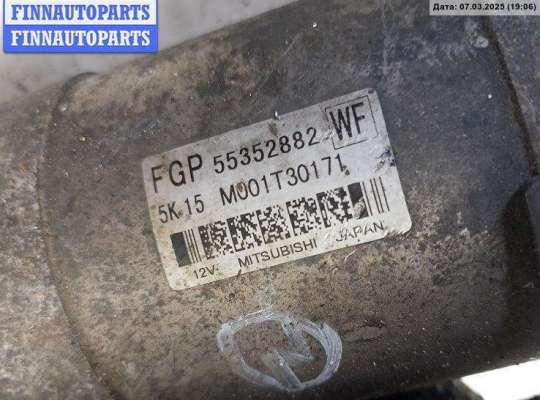 FINNAUTOPARTS
FINNAUTOPARTS
Дата: 07.03.2025 (19:06)
FGP 55352882 WF
5K15 M001T30171
12V MITSUBISHI JAPAN